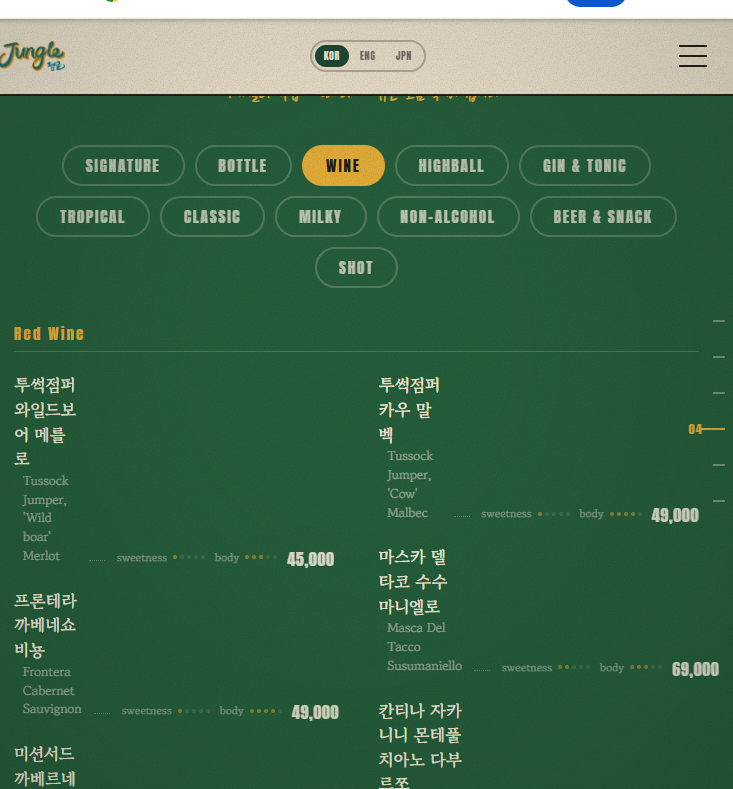 Jungle
정글
KOR ENG JPN
SIGNATURE BOTTLE WINE HIGHBALL GIN & TONIC
TROPICAL CLASSIC MILKY NON-ALCOHOL BEER & SNACK
SHOT
Red Wine
04
투썩점퍼
와일드보
어 메를
로
Tussock
Jumper,
'Wild
boar'
Merlot
sweetness body 45,000
투썩점퍼
카우 말
벡
Tussock
Jumper,
'Cow'
Malbec
sweetness body 49,000
프론테라
까베네쇼
비뇽
Frontera
Cabernet
Sauvignon
sweetness body 49,000
마스카 델
타코 수수
마니엘로
Masca Del
Tacco
Susumaniello
sweetness body 69,000
미션서드
까베르네
칸티나 자카
니니 몬테풀
치아노 다부
르쪼